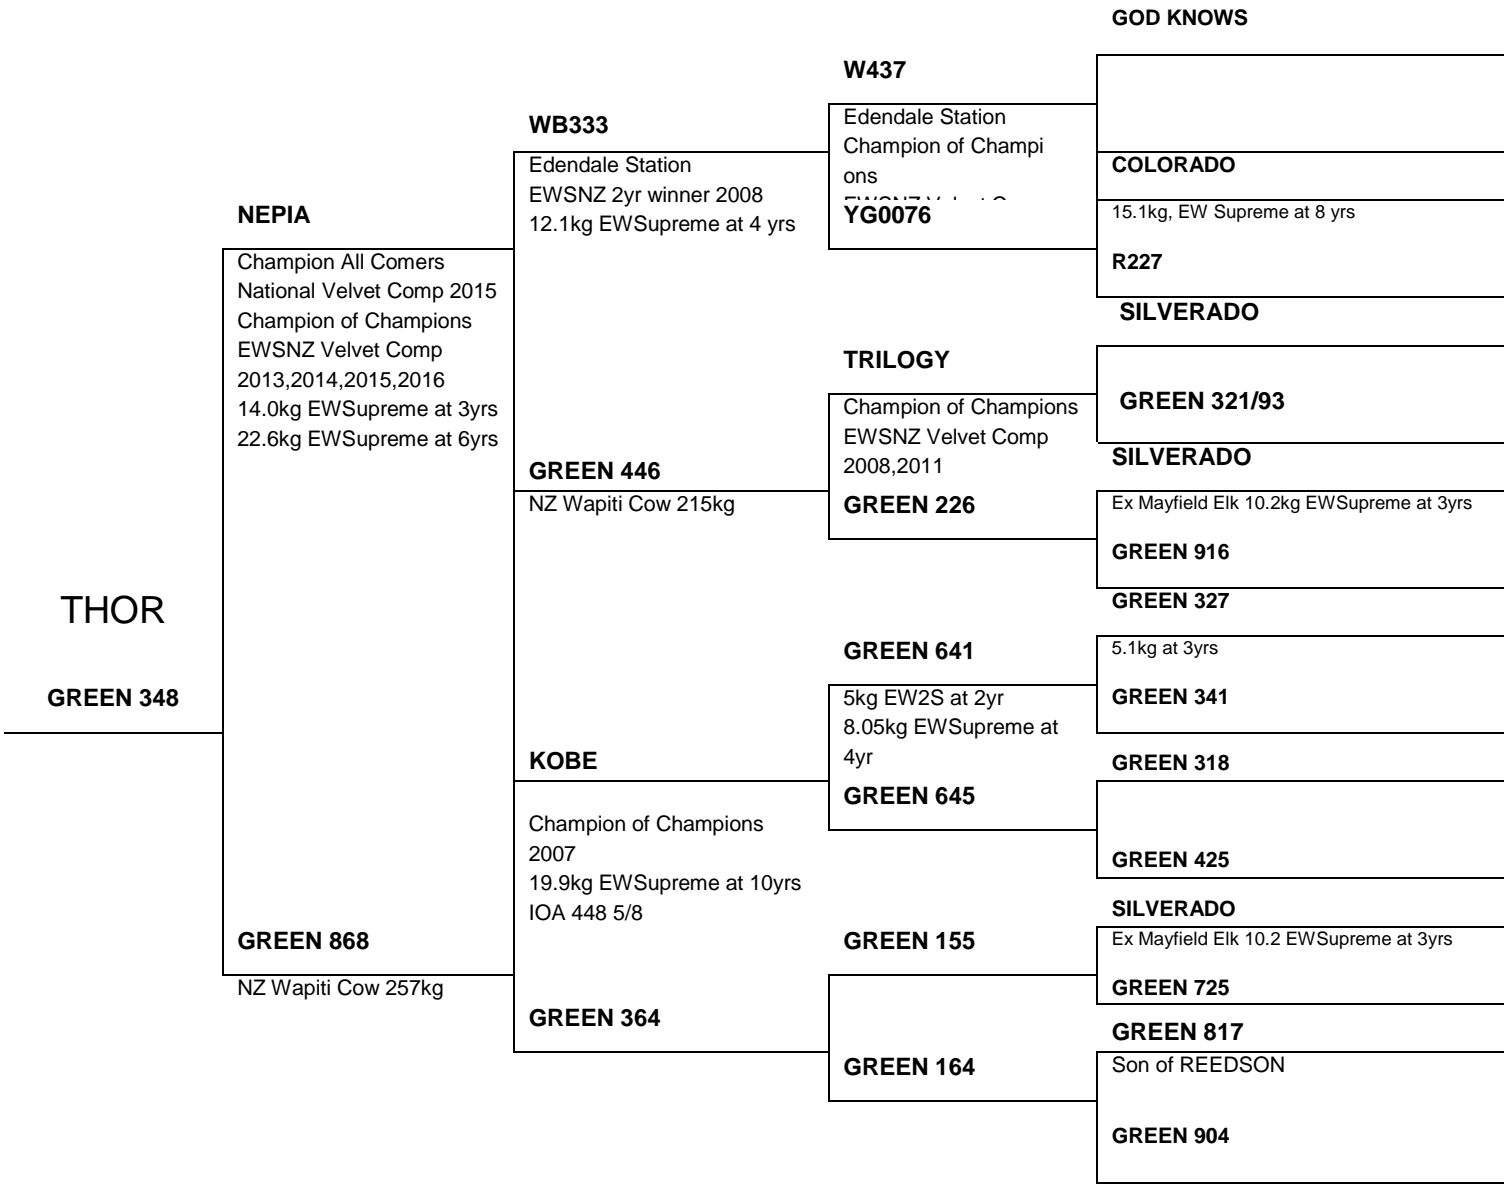 THOR
GREEN 348
NEPIA
Champion All Comers
National Velvet Comp 2015
Champion of Champions
EWSNZ Velvet Comp
2013,2014,2015,2016
14.0kg EWSupreme at 3yrs
22.6kg EWSupreme at 6yrs
GREEN 868
NZ Wapiti Cow 257kg
WB333
Edendale Station
EWSNZ 2yr winner 2008
12.1kg EWSupreme at 4 yrs
GREEN 446
NZ Wapiti Cow 215kg
KOBE
Champion of Champions
2007
19.9kg EWSupreme at 10yrs
IOA 448 5/8
GREEN 364
W437
Edendale Station
Champion of Champi
ons
YG0076
TRILOGY
Champion of Champions
EWSNZ Velvet Comp
2008,2011
GREEN 226
GREEN 641
5kg EW2S at 2yr
8.05kg EWSupreme at
4yr
GREEN 645
GREEN 155
GREEN 164
GOD KNOWS
COLORADO
15.1kg, EW Supreme at 8 yrs
R227
SILVERADO
GREEN 321/93
SILVERADO
Ex Mayfield Elk 10.2kg EWSupreme at 3yrs
GREEN 916
GREEN 327
5.1kg at 3yrs
GREEN 341
GREEN 318
GREEN 425
SILVERADO
Ex Mayfield Elk 10.2 EWSupreme at 3yrs
GREEN 725
GREEN 817
Son of REEDSON
GREEN 904